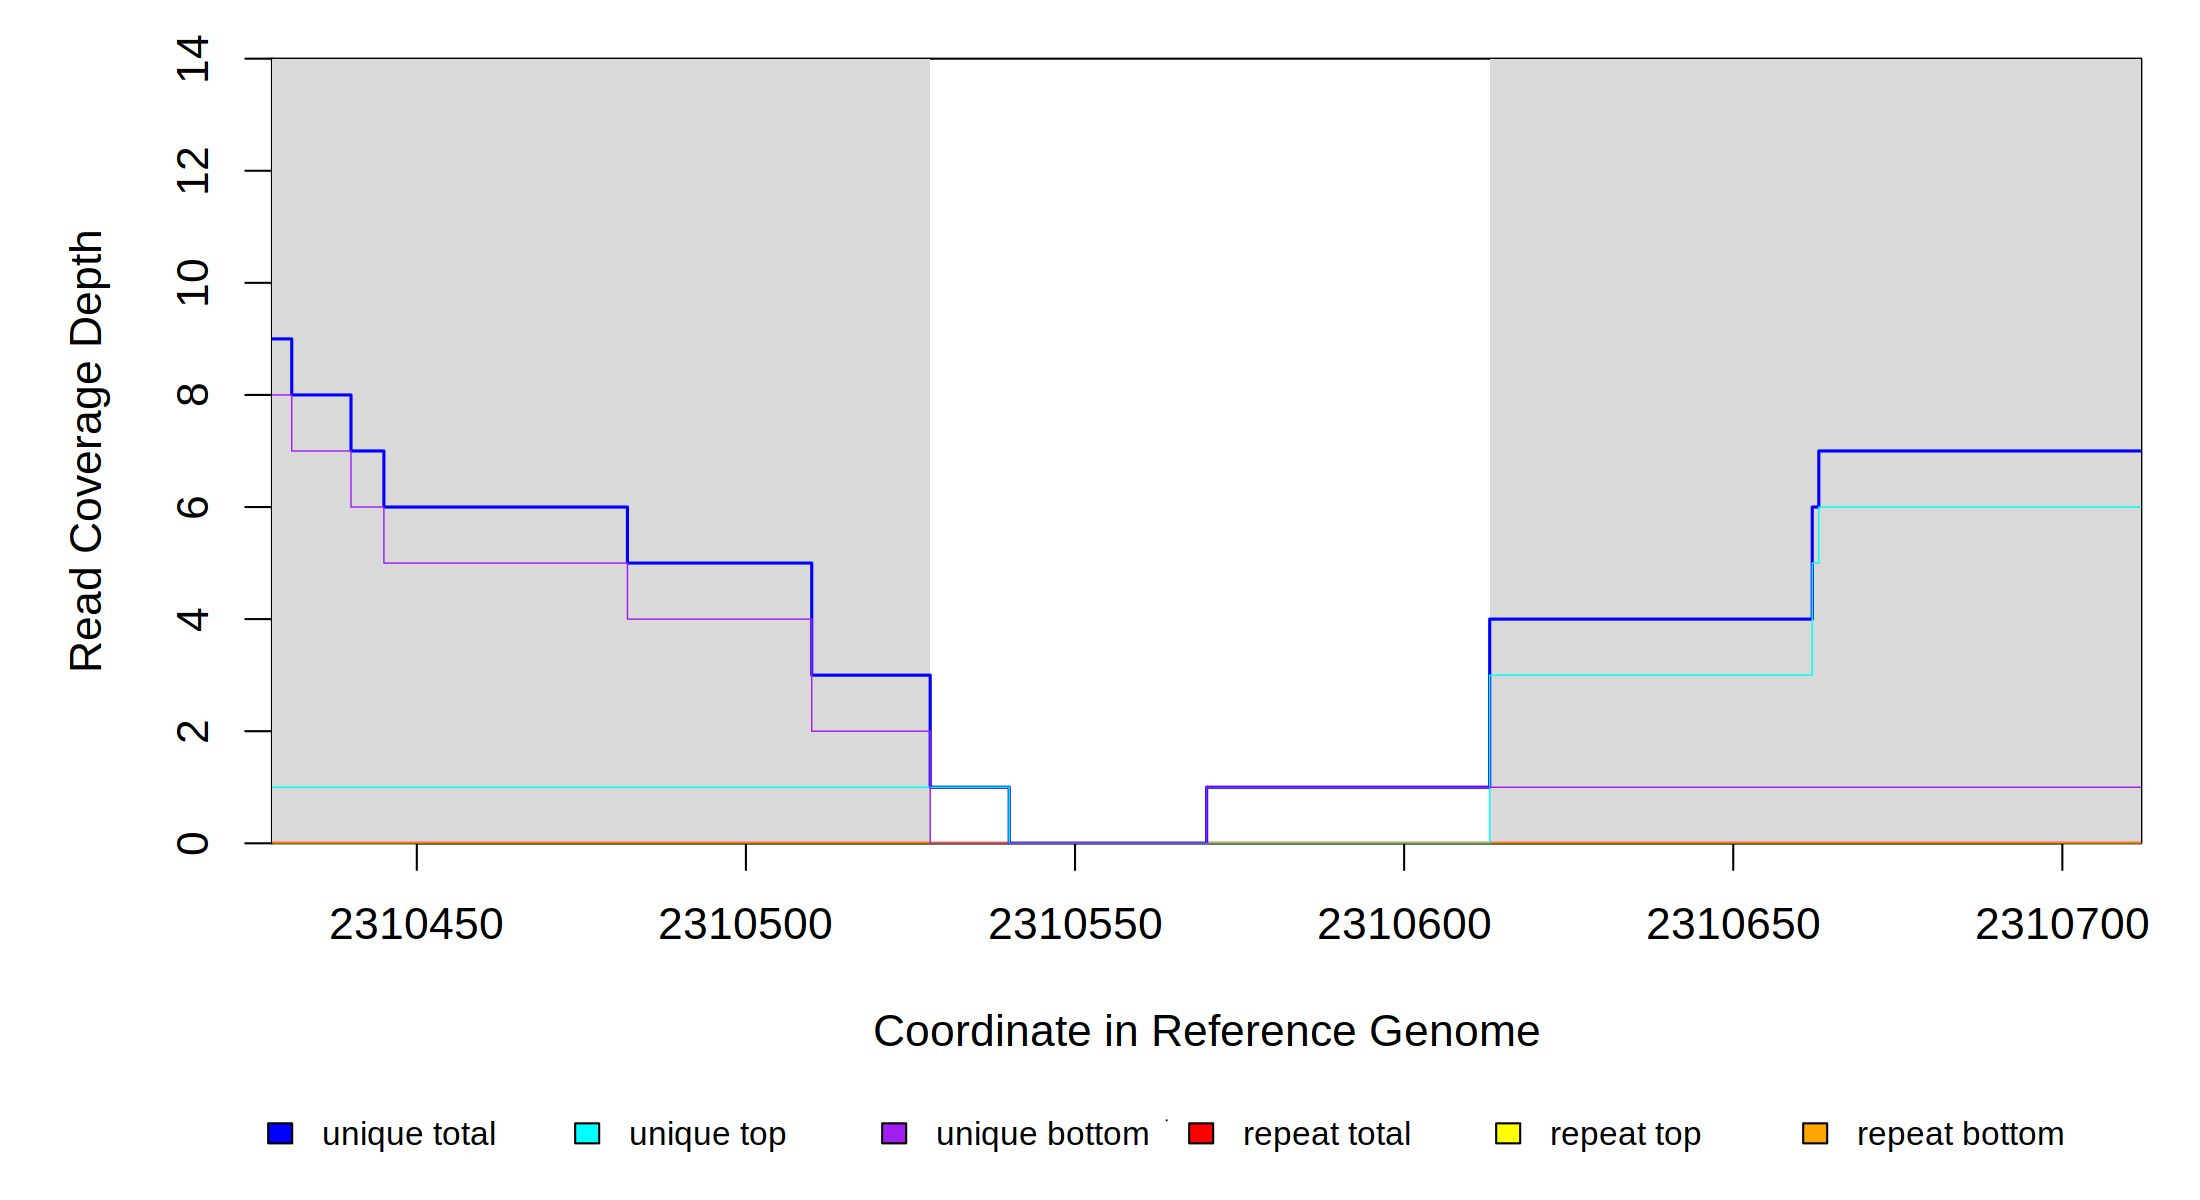 14
12
10
8
6
4
2
0
Read Coverage Depth
2310450 2310500 2310550 2310600 2310650 2310700
Coordinate in Reference Genome
unique total unique top unique bottom repeat total repeat top repeat bottom